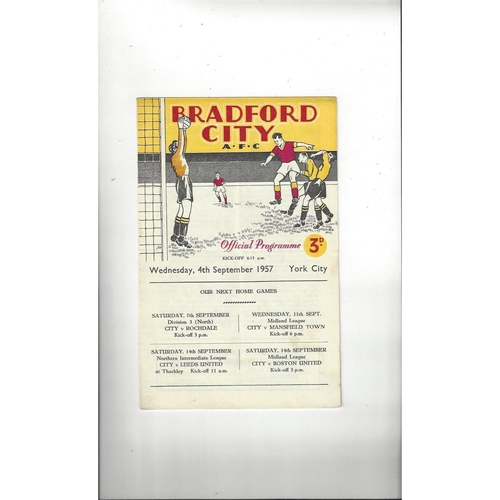 BRADFORD
CITY
A·F·C
Official Programme
3D
KICK-OFF 6.15 p.m.
Wednesday, 4th September 1957 York City
OUR NEXT HOME GAMES
SATURDAY, 7th SEPTEMBER
Division 3 (North)
CITY v ROCHDALE
Kick-off 3 p.m.
WEDNESDAY, 11th SEPT.
Midland League
CITY v MANSFIELD TOWN
Kick-off 6 p.m.
SATURDAY, 14th SEPTEMBER
Northern Intermediate League
CITY v LEEDS UNITED
at Thackley Kick-off 11 a.m.
SATURDAY, 14th SEPTEMBER
Midland League
CITY v BOSTON UNITED
Kick-off 3 p.m.